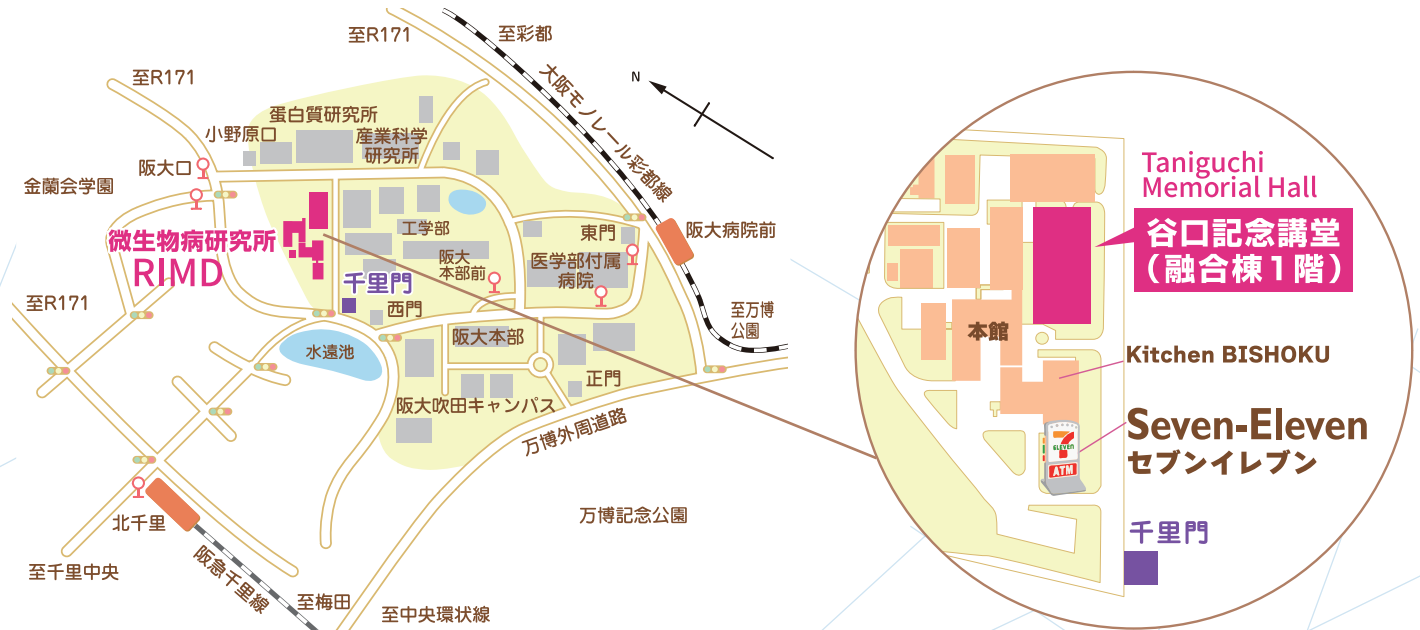 至R171
至彩都
N
大阪モノレール彩都線
至R171
蛋白質研究所
小野原口
産業科学
研究所
阪大口
金蘭会学園
微生物病研究所
RIMD
工学部
東門
阪大病院前
阪大
本部前
医学部付属
病院
千里門
至R171
西門
至万博
公園
水遠池
阪大本部
正門
阪大吹田キャンパス
万博外周道路
北千里
万博記念公園
至千里中央
阪急千里線
至梅田
至中央環状線
Taniguchi
Memorial Hall
谷口記念講堂
(融合棟1階)
本館
Kitchen BISHOKU
Seven-Eleven
セブンイレブン
7
ELEVEN
ATM
千里門